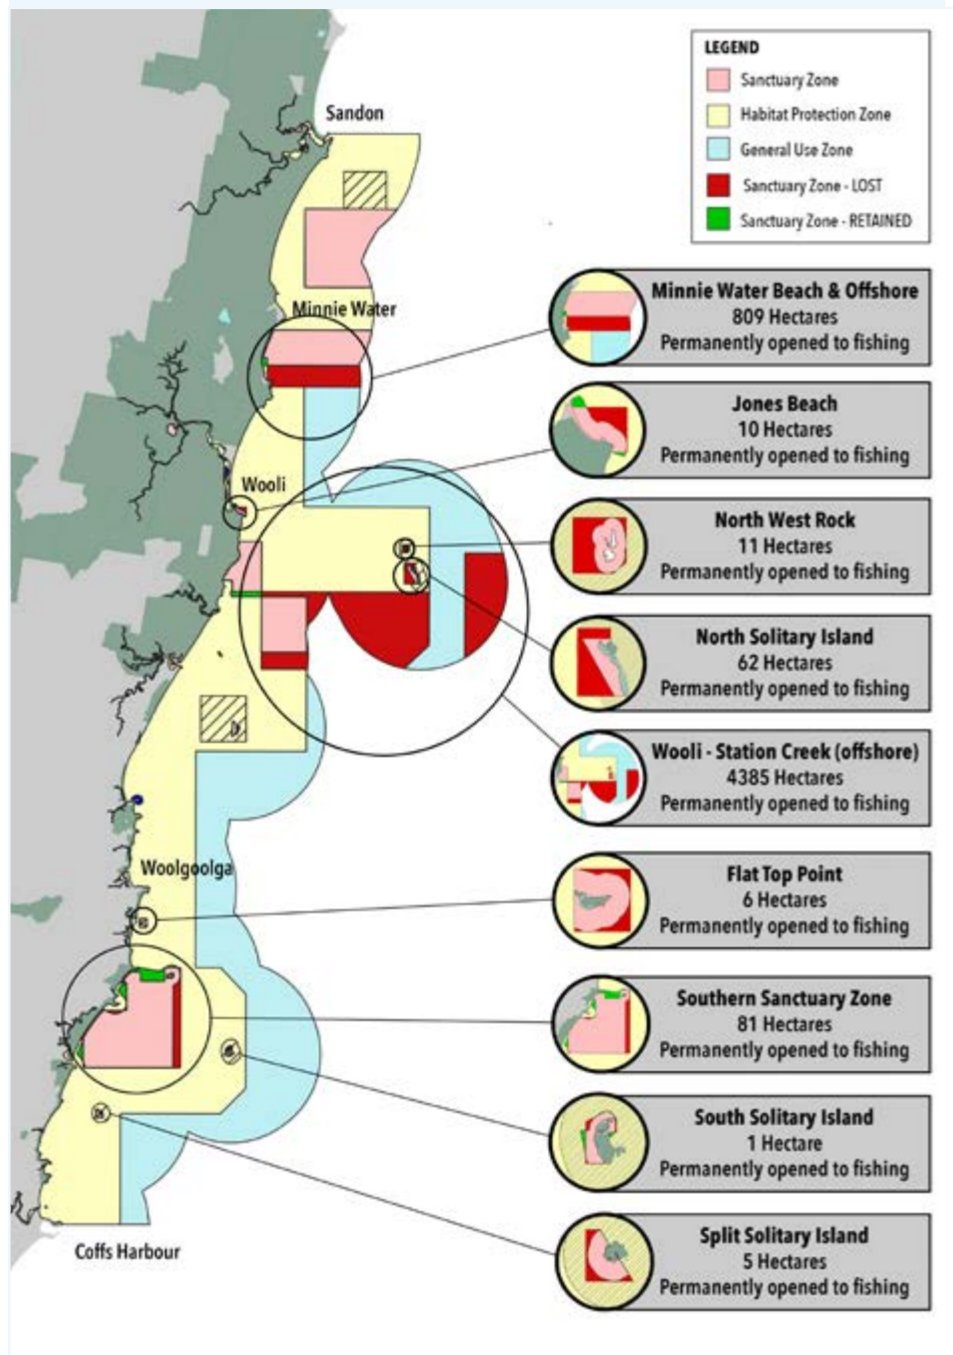 LEGEND
Sanctuary Zone
Habitat Protection Zone
General Use Zone
Sanctuary Zone - LOST
Sanctuary Zone - RETAINED
Sandon
Minnie Water
Wooli
Woolgoolga
Coffs Harbour
Minnie Water Beach & Offshore
809 Hectares
Permanently opened to fishing
Jones Beach
10 Hectares
Permanently opened to fishing
North West Rock
11 Hectares
Permanently opened to fishing
North Solitary Island
62 Hectares
Permanently opened to fishing
Wooli - Station Creek (offshore)
4385 Hectares
Permanently opened to fishing
Flat Top Point
6 Hectares
Permanently opened to fishing
Southern Sanctuary Zone
81 Hectares
Permanently opened to fishing
South Solitary Island
1 Hectare
Permanently opened to fishing
Split Solitary Island
5 Hectares
Permanently opened to fishing